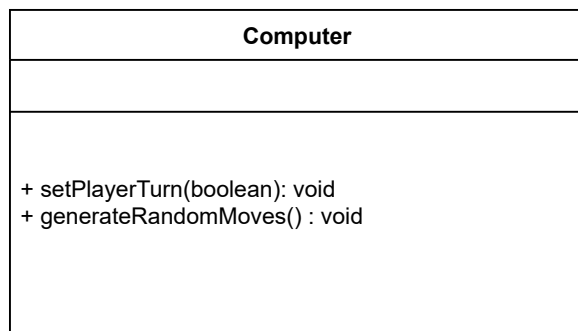 Computer
+ setPlayerTurn(boolean): void
+ generateRandomMoves() : void